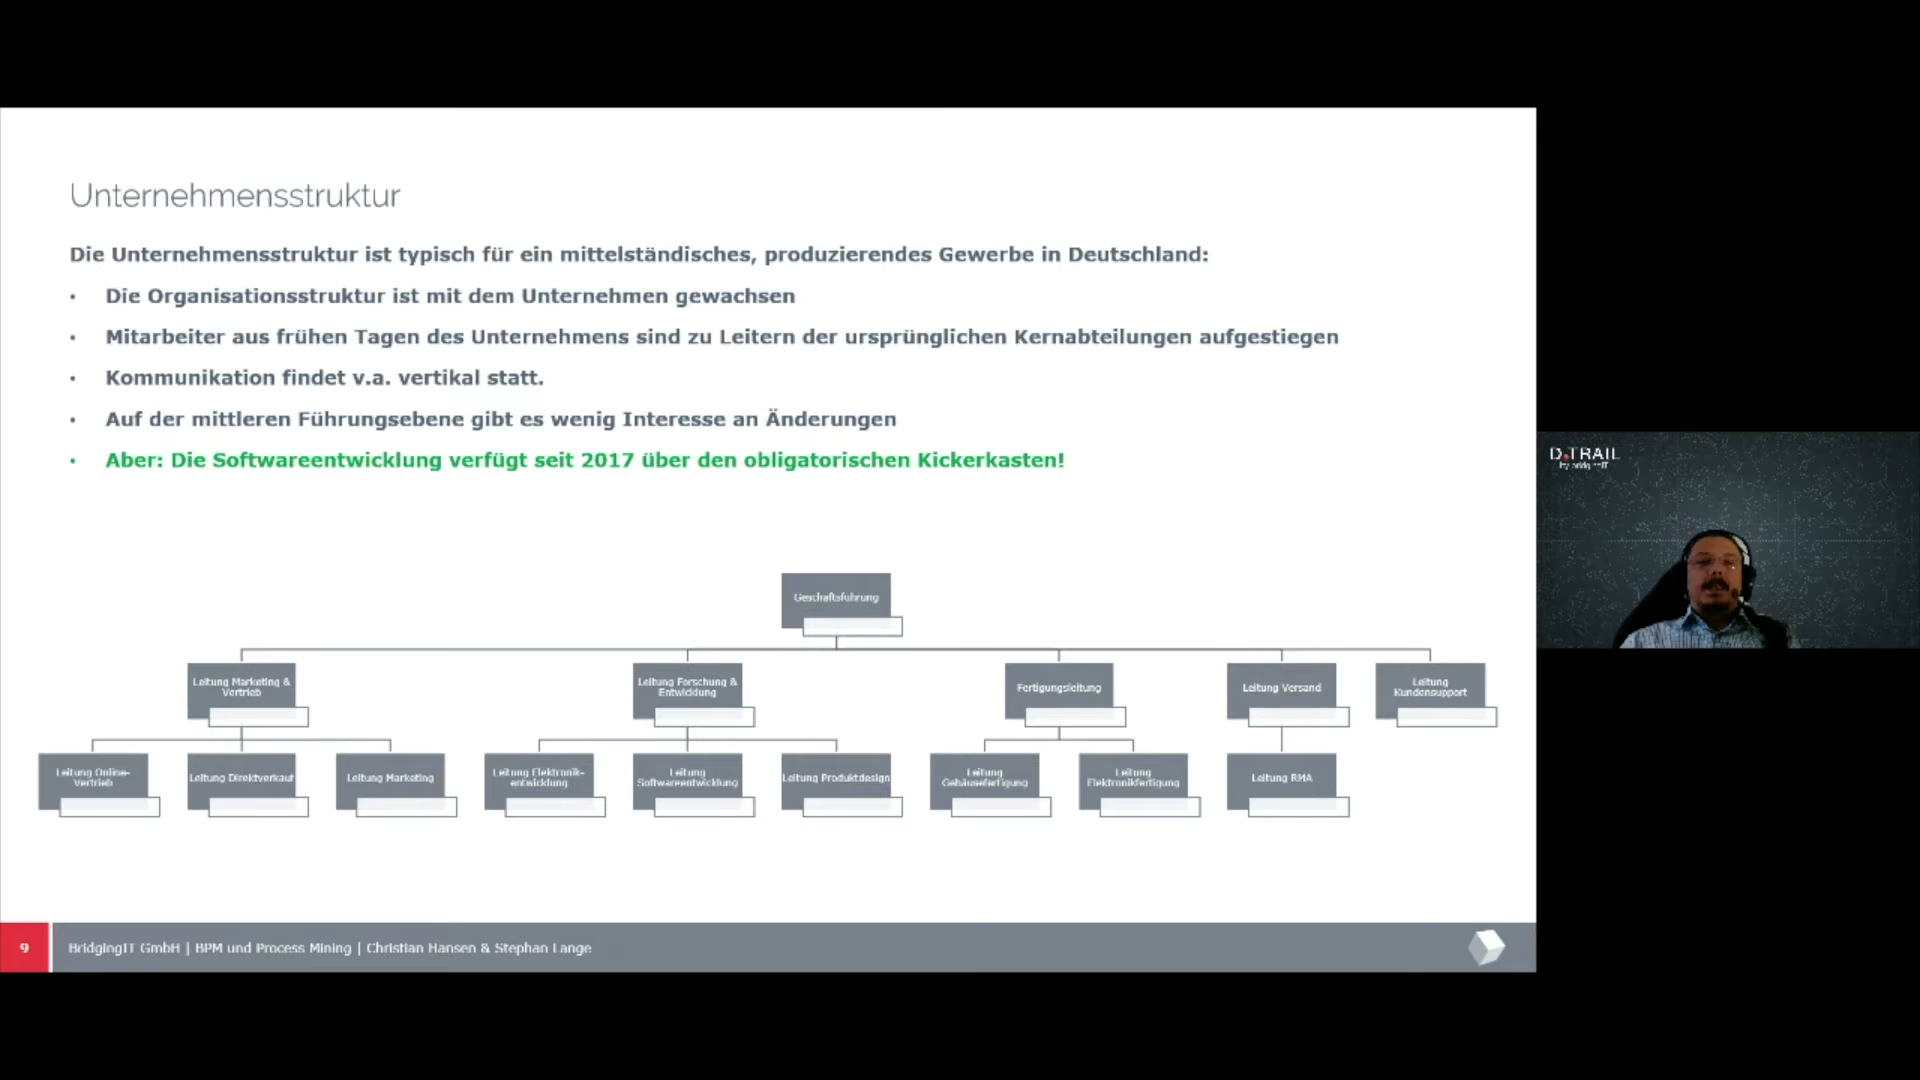 Unternehmensstruktur
Die Unternehmensstruktur ist typisch für ein mittelständisches, produzierendes Gewerbe in Deutschland:
• Die Organisationsstruktur ist mit dem Unternehmen gewachsen
• Mitarbeiter aus frühen Tagen des Unternehmens sind zu Leitern der ursprünglichen Kernabteilungen aufgestiegen
• Kommunikation findet v.a. vertikal statt.
• Auf der mittleren Führungsebene gibt es wenig Interesse an Änderungen
• Aber: Die Softwareentwicklung verfügt seit 2017 über den obligatorischen Kickerkasten!
D.TRAIL
by bridgingIT
Geschäftsführung
Leitung Marketing &
Vertrieb
Leitung Forschung &
Entwicklung
Fertigungsleitung
Leitung Versand
Leitung
Kundensupport
Leitung Online-
Vertrieb
Leitung Direktverkauf
Leitung Marketing
Leitung Elektronik-
entwicklung
Leitung
Softwareentwicklung
Leitung Produktdesign
Leitung
Gehäusefertigung
Leitung
Elektronikfertigung
Leitung RMA
9
BridgingIT GmbH | BPM und Process Mining | Christian Hansen & Stephan Lange